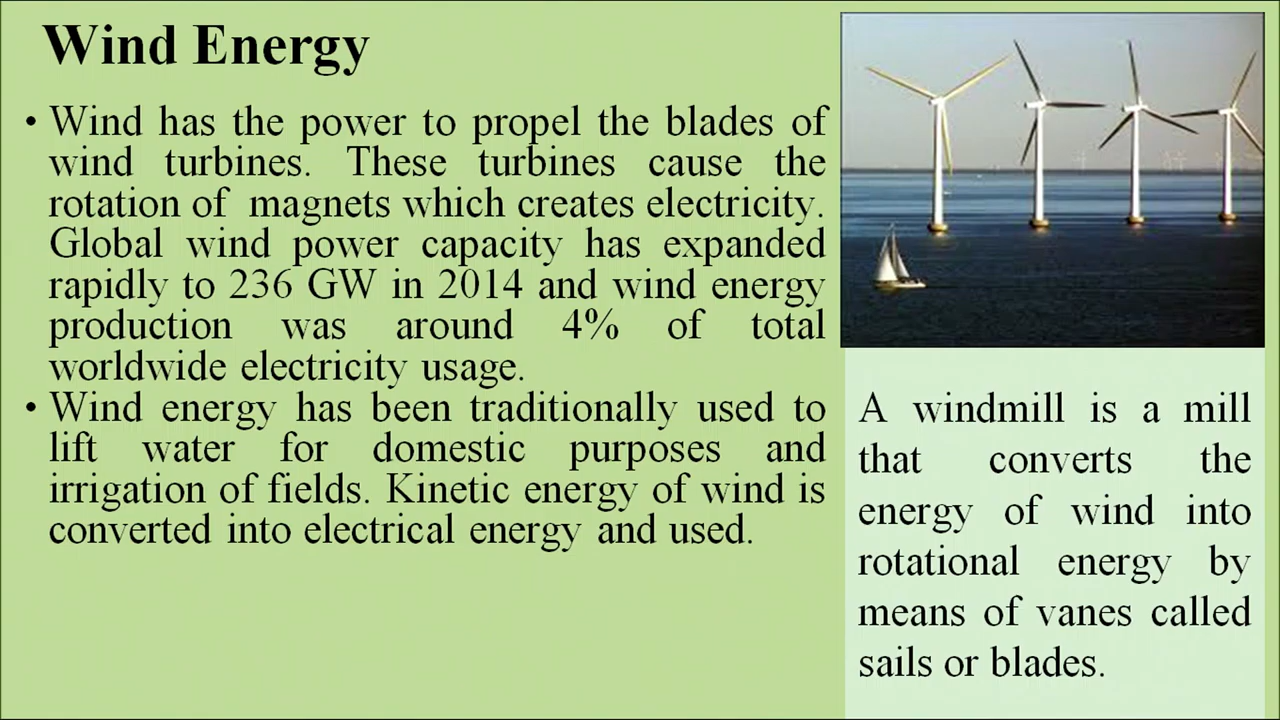 Wind Energy
• Wind has the power to propel the blades of
wind turbines. These turbines cause the
rotation of magnets which creates electricity.
Global wind power capacity has expanded
rapidly to 236 GW in 2014 and wind energy
production was around 4% of total
worldwide electricity usage.
• Wind energy has been traditionally used to
lift water for domestic purposes and
irrigation of fields. Kinetic energy of wind is
converted into electrical energy and used.
A windmill is a mill
that converts the
energy of wind into
rotational energy by
means of vanes called
sails or blades.